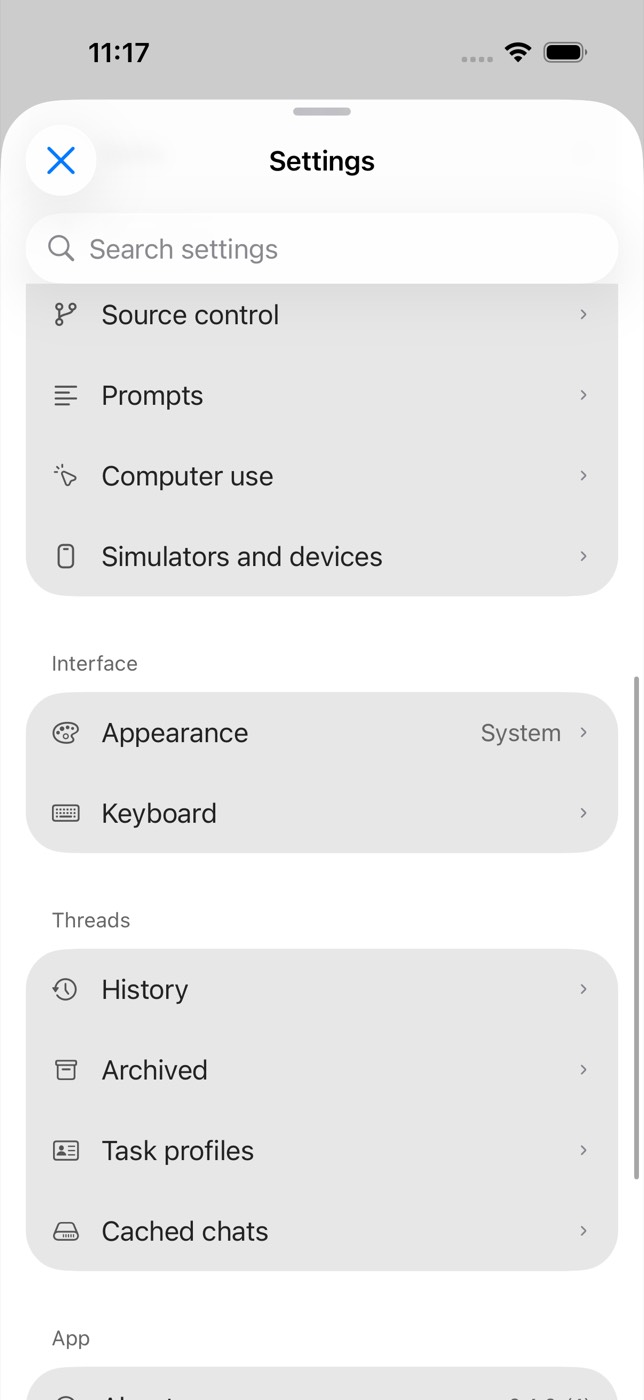 11:17
Settings
Search settings
Source control
Prompts
Computer use
Simulators and devices
Interface
Appearance System
Keyboard
Threads
History
Archived
Task profiles
Cached chats
App